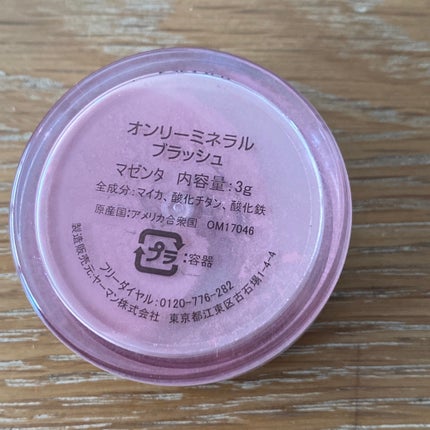 オンリーミネラル
ブラッシュ
マゼンタ 内容量:3g
全成分:マイカ、酸化チタン、酸化鉄
原産国:アメリカ合衆国 OM17046
プラ :容器
フリーダイヤル:0120-776-282
製造販売元:ヤーマン株式会社 東京都江東区古石場1-4-4